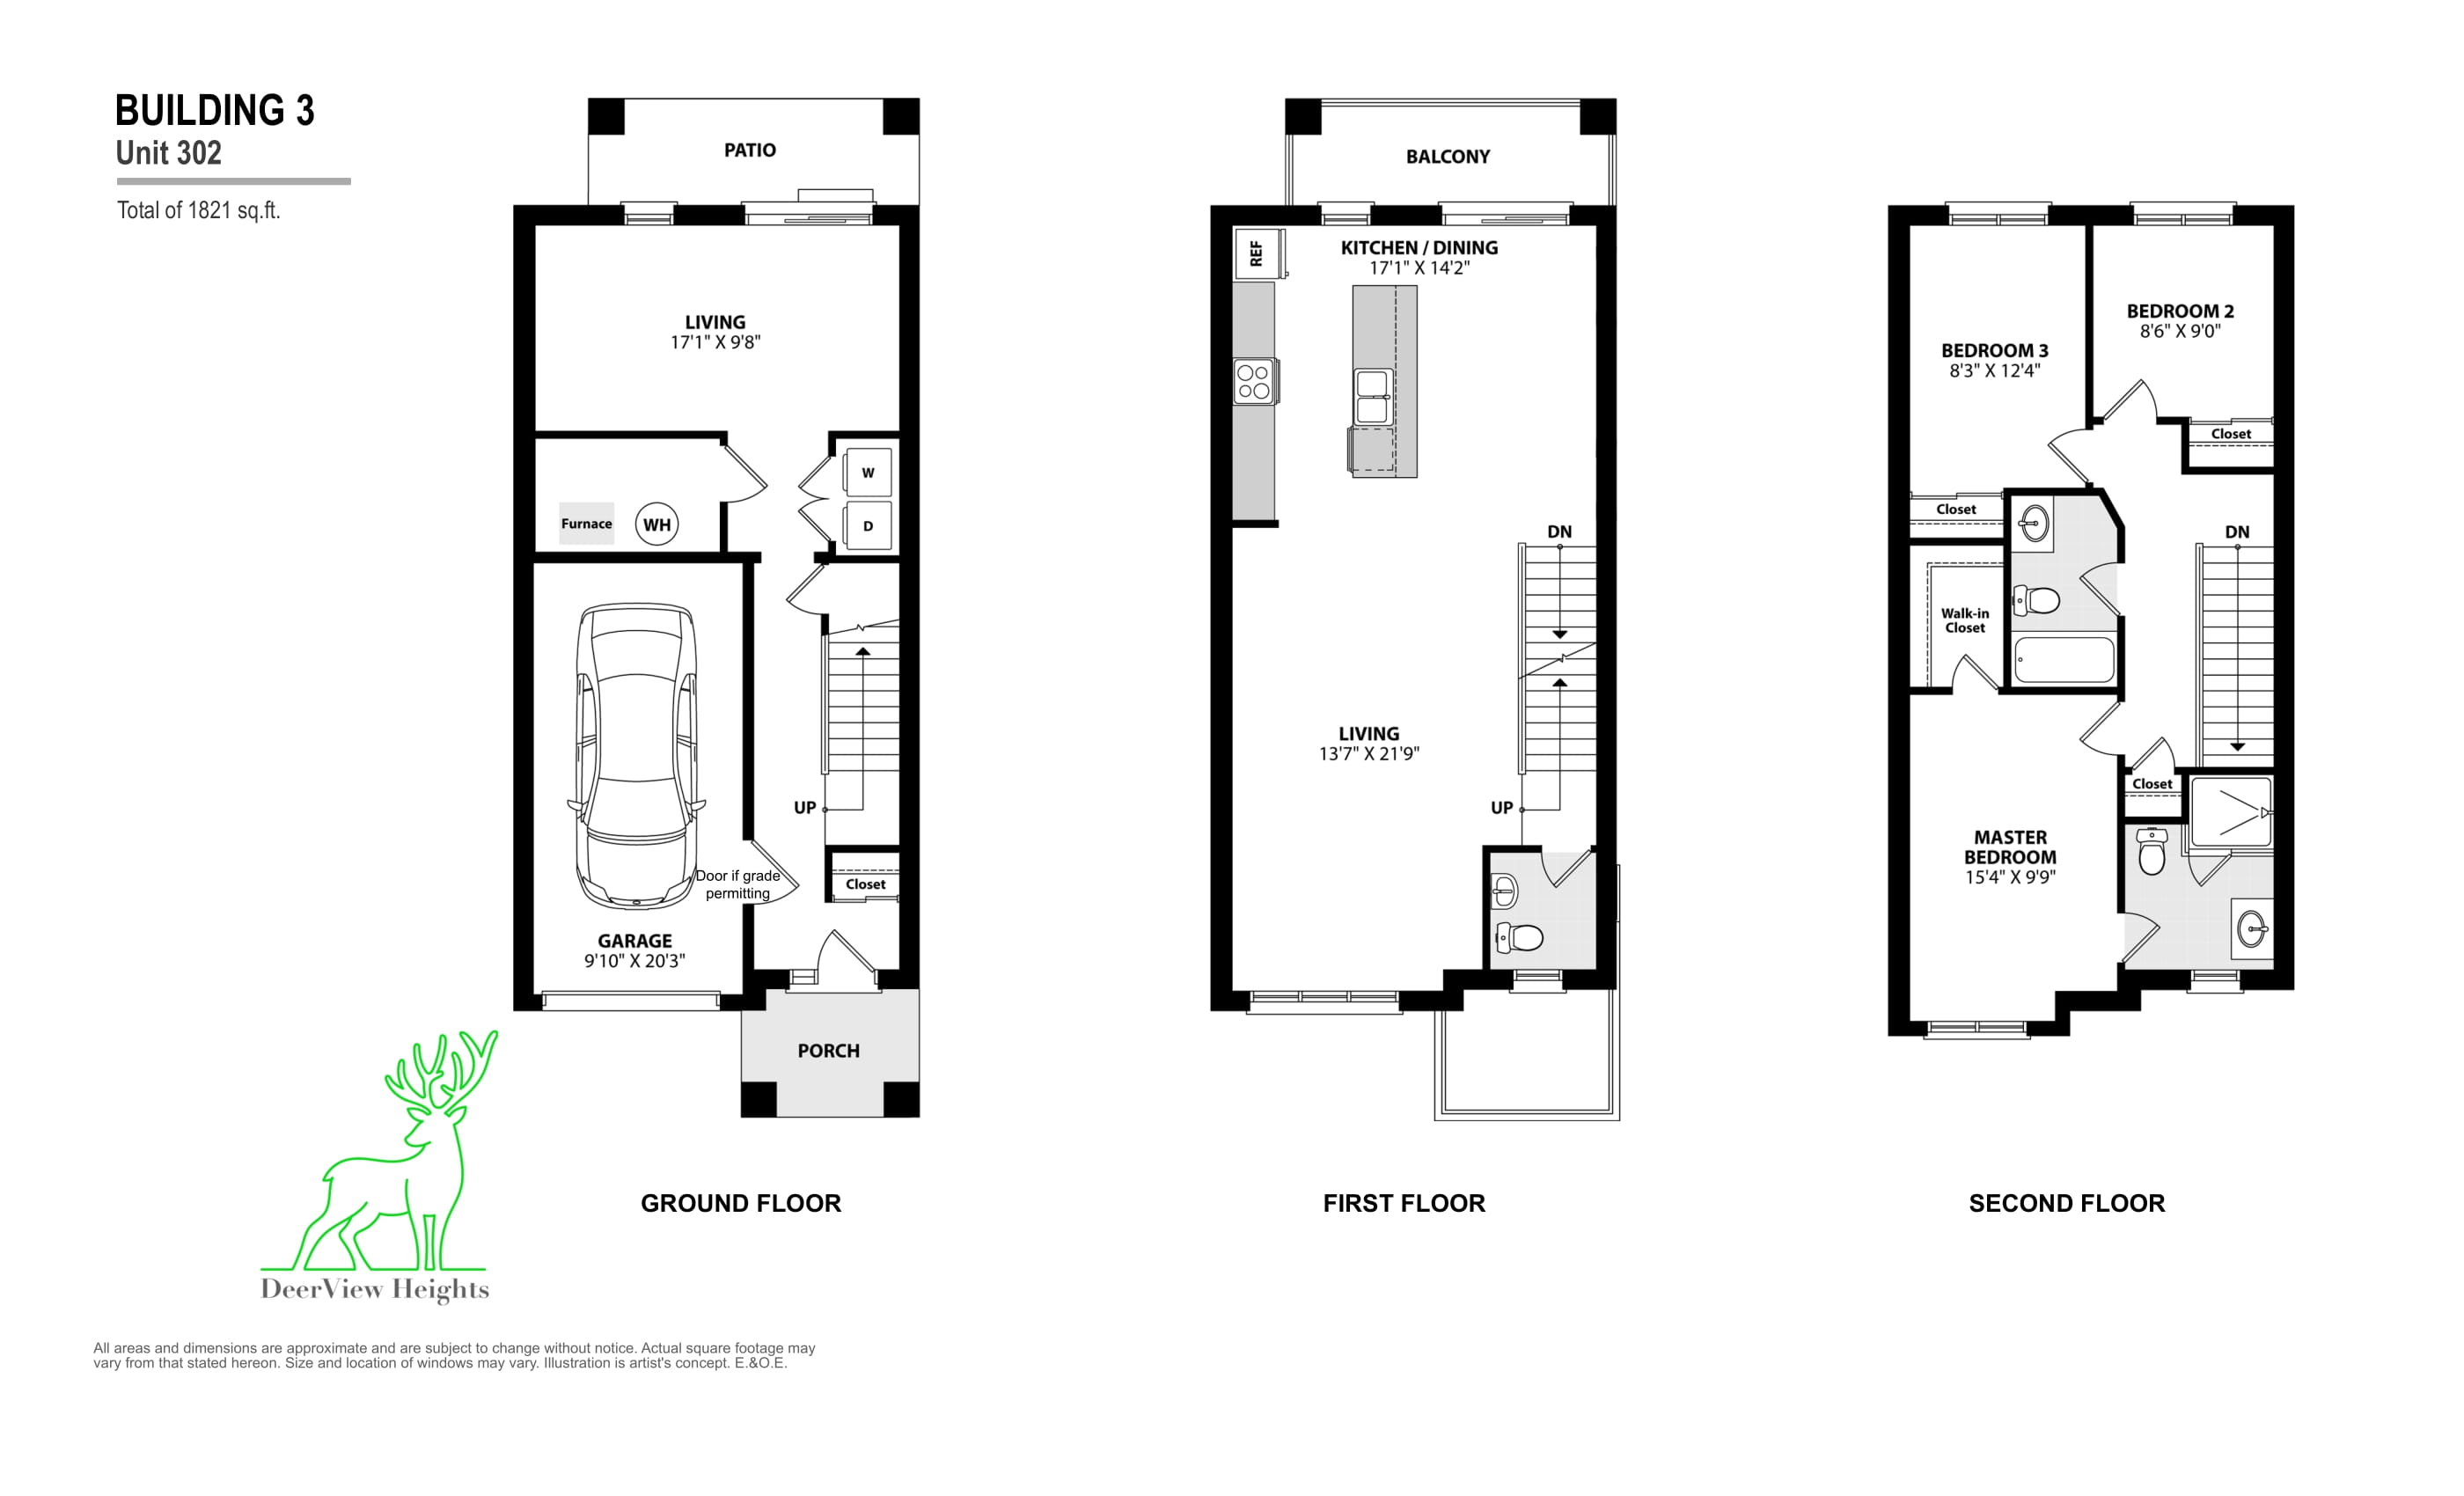 BUILDING 3
Unit 302
Total of 1821 sq.ft.
PATIO
LIVING
17'1" X 9'8"
Furnace
WH
W
D
UP
Door if grade
permitting
Closet
GARAGE
9'10" X 20'3"
PORCH
GROUND FLOOR
BALCONY
REF
KITCHEN / DINING
17'1" X 14'2"
DN
LIVING
13'7" X 21'9"
UP
FIRST FLOOR
BEDROOM 2
8'6" X 9'0"
BEDROOM 3
8'3" X 12'4"
Closet
Closet
DN
Walk-in
Closet
Closet
MASTER
BEDROOM
15'4" X 9'9"
SECOND FLOOR
DeerView Heights
All areas and dimensions are approximate and are subject to change without notice. Actual square footage may
vary from that stated hereon. Size and location of windows may vary. Illustration is artist's concept. E.&O.E.